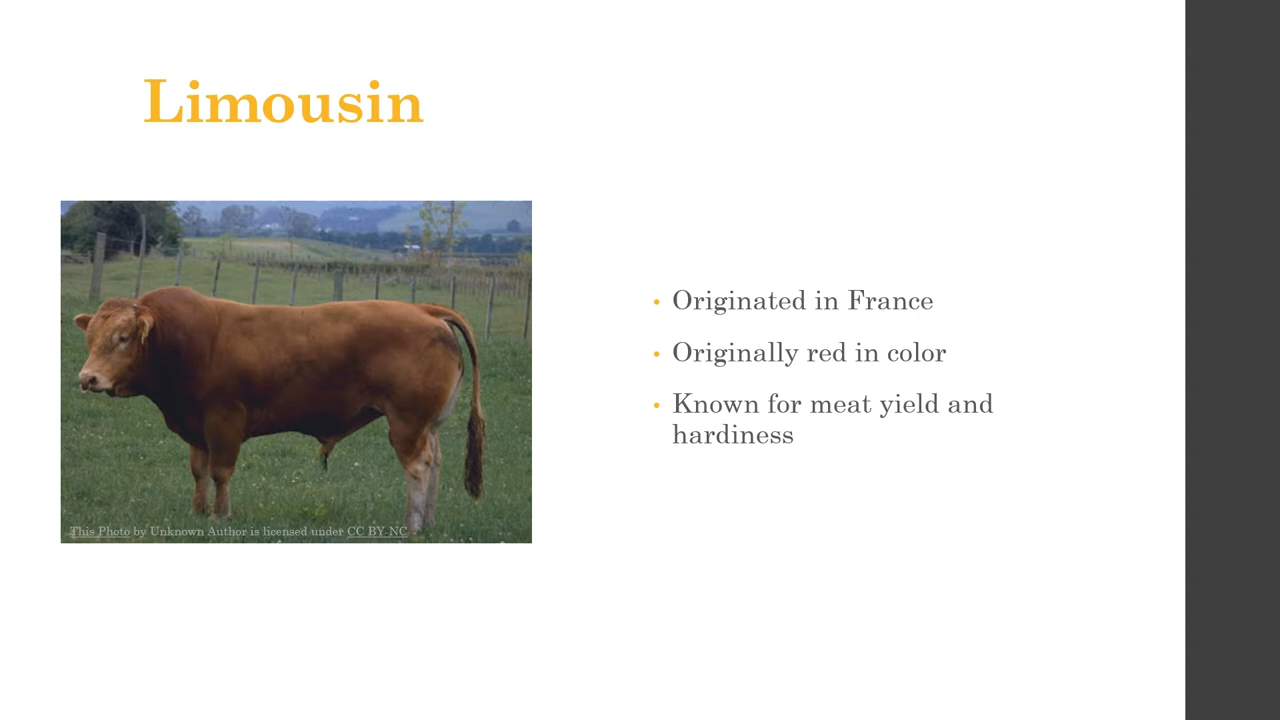 Limousin
This Photo by Unknown Author is licensed under CC BY-NC
• Originated in France
• Originally red in color
• Known for meat yield and
hardiness